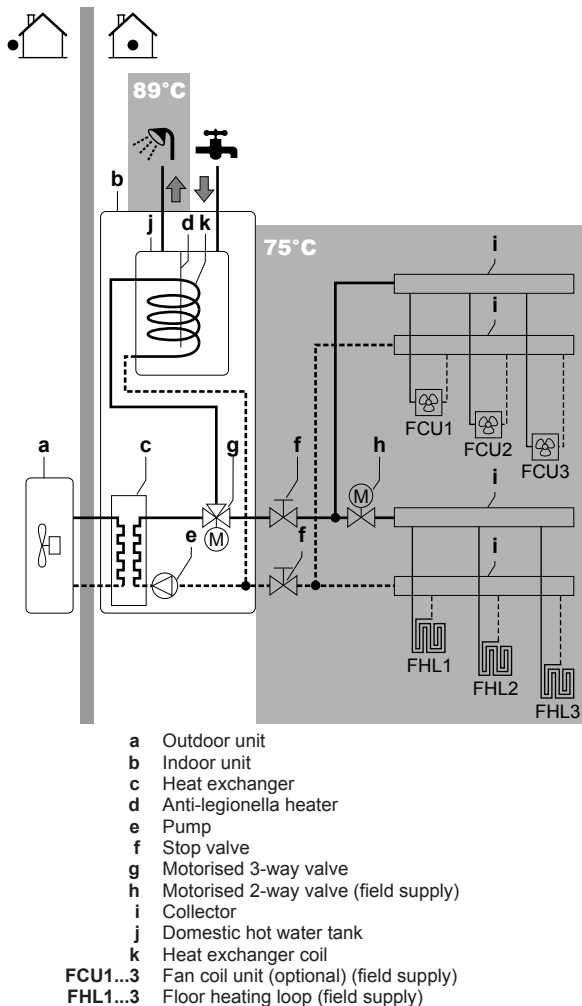 89°C
b
j
d
k
75°C
i
i
FCU1
FCU2
FCU3
a
c
g
f
h
M
i
M
e
f
i
FHL1
FHL2
FHL3
a Outdoor unit
b Indoor unit
c Heat exchanger
d Anti-legionella heater
e Pump
f Stop valve
g Motorised 3-way valve
h Motorised 2-way valve (field supply)
i Collector
j Domestic hot water tank
k Heat exchanger coil
FCU1...3 Fan coil unit (optional) (field supply)
FHL1...3 Floor heating loop (field supply)